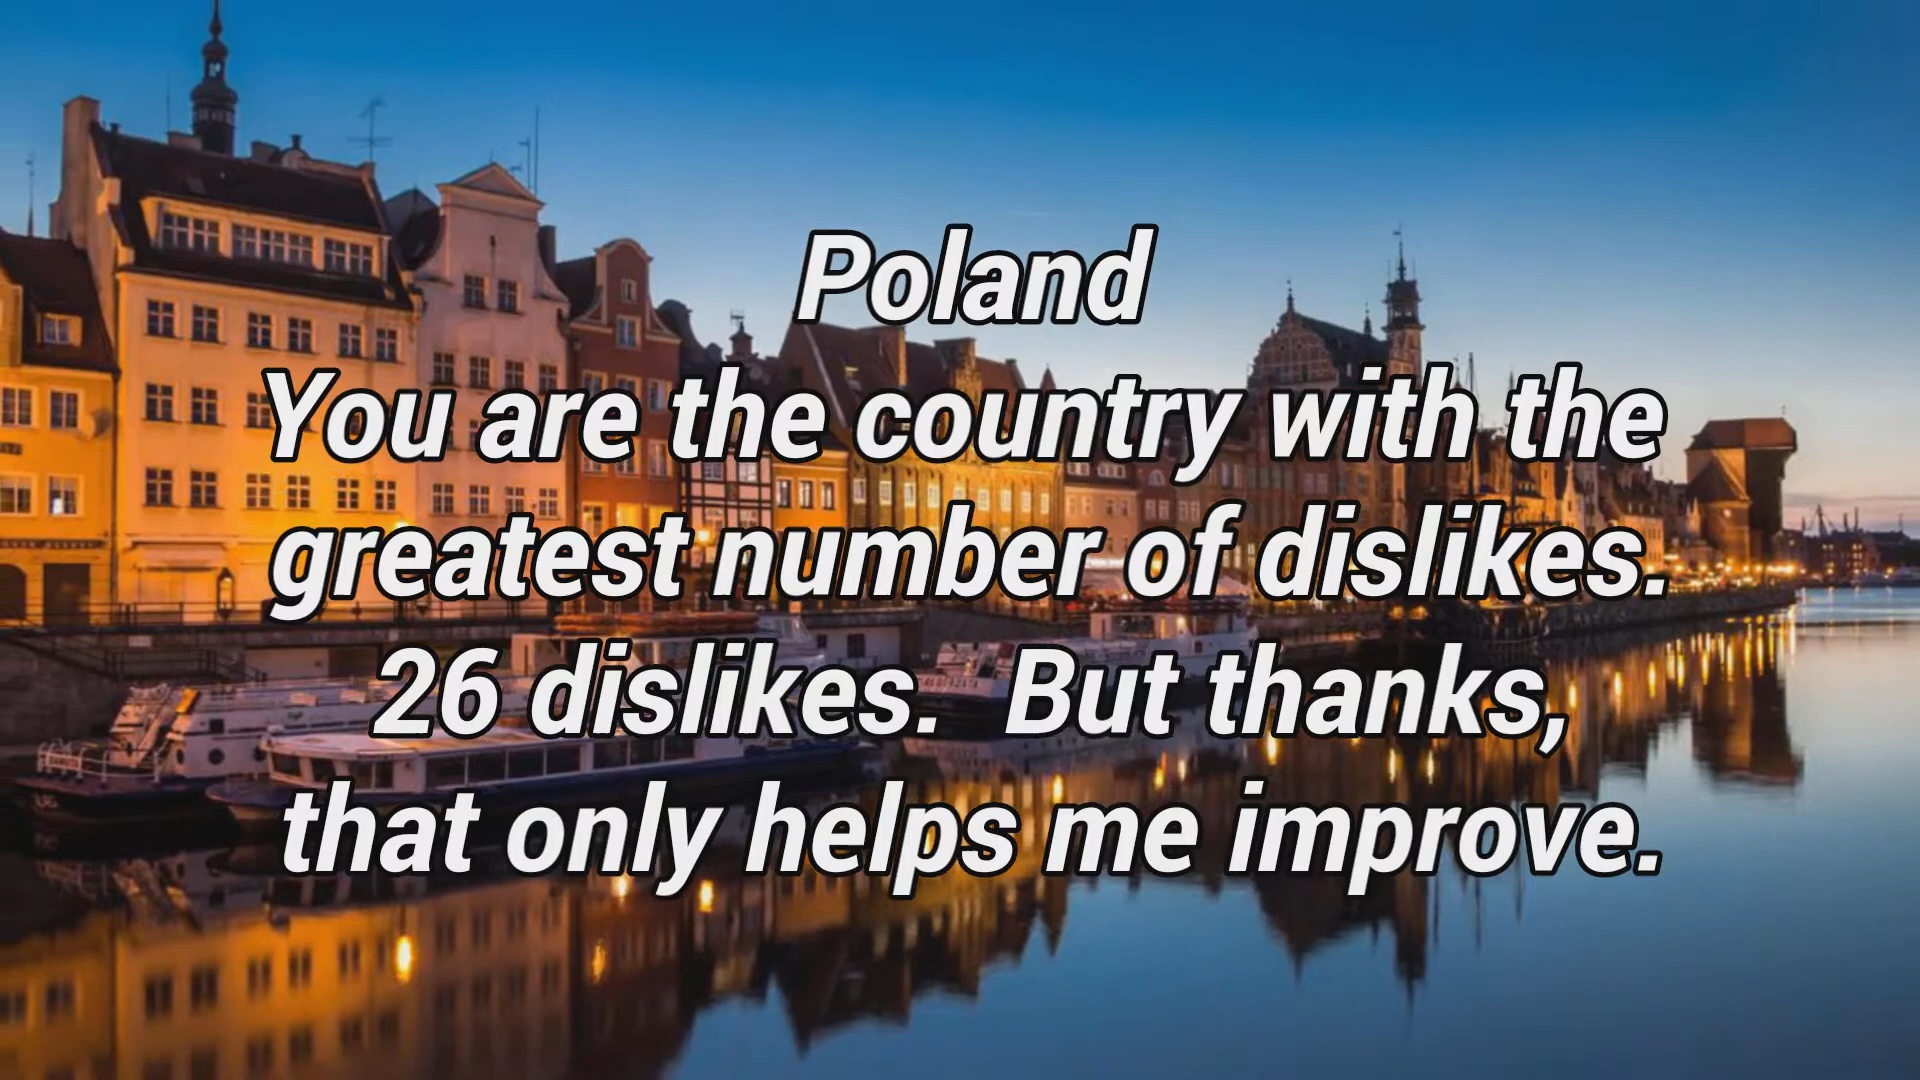 Poland
You are the country with the
greatest number of dislikes.
26 dislikes.  But thanks,
that only helps me improve.